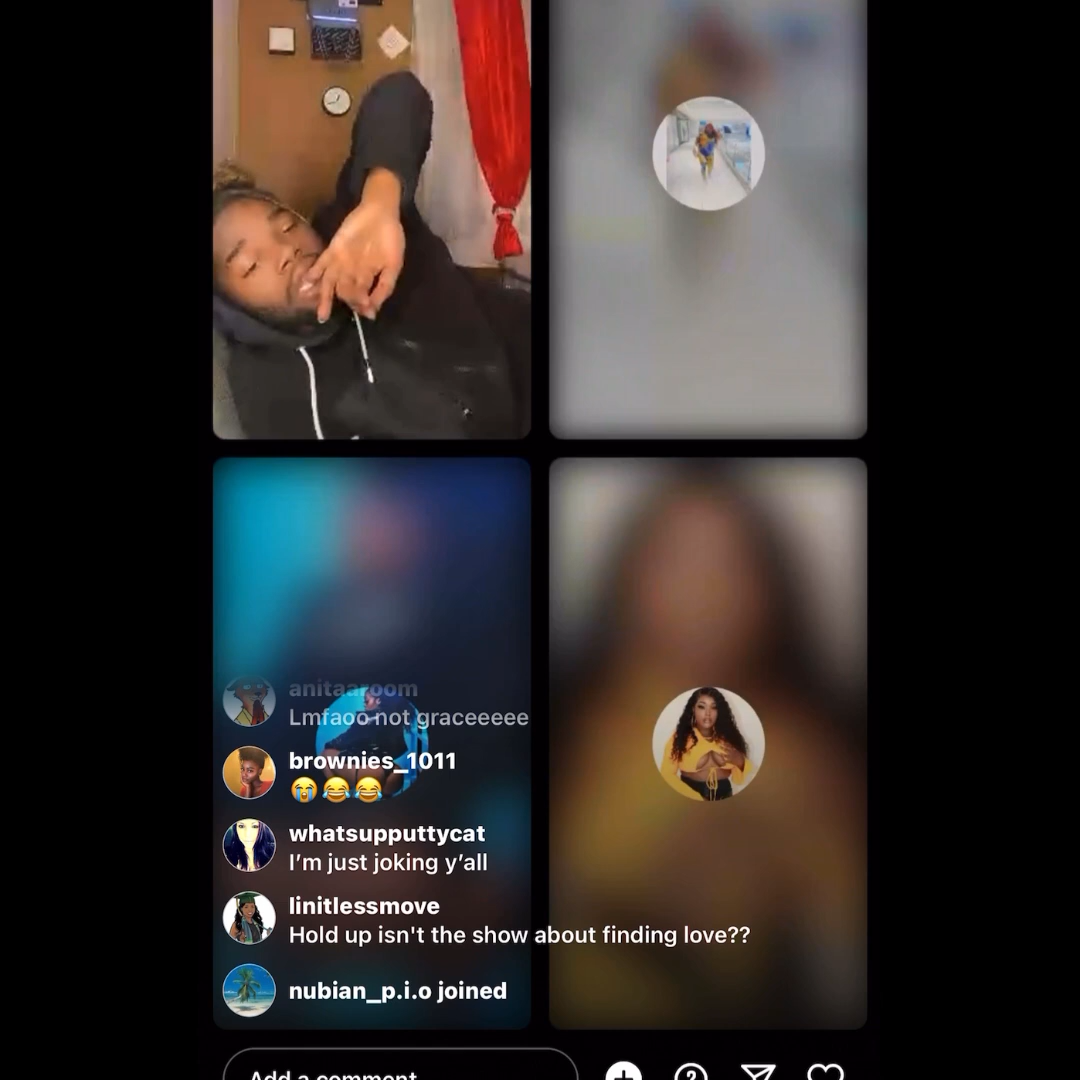 anitaaroom
Lmfaoo not graceeeee
brownies_1011
😭😂😂
whatsupputtycat
I'm just joking y'all
linitlessmove
Hold up isn't the show about finding love??
nubian_p.i.o joined
Add a comment